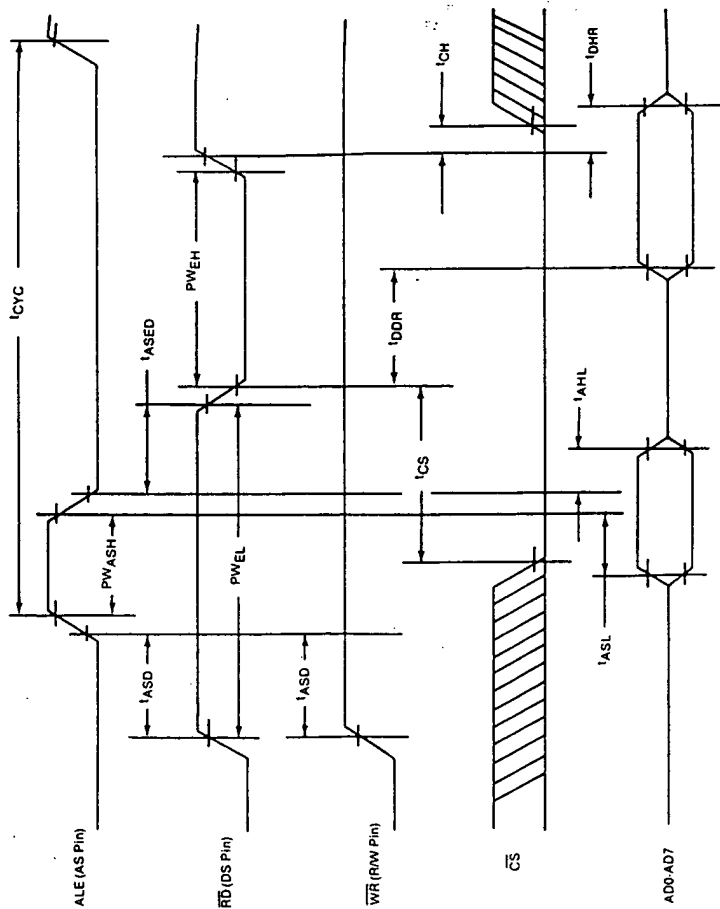 ALE (AS Pin)
tCYC
PWASH
tASED
RD (DS Pin)
tASD
PWEL
PWEH
WR (R/W Pin)
tASD
tDDR
CS
tCS
tCH
AD0-AD7
tASL
tAHL
tDHR